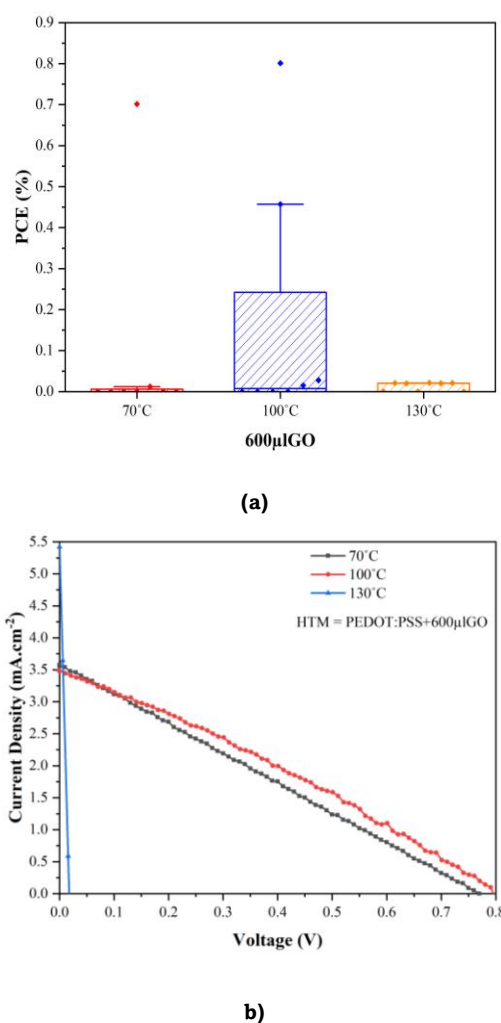 0.9
0.8
0.7
0.6
0.5
0.4
0.3
0.2
0.1
0.0
PCE (%)
70˚C 100˚C 130˚C
600µlGO
(a)
5.5
5.0
4.5
4.0
3.5
3.0
2.5
2.0
1.5
1.0
0.5
0.0
Current Density (mA.cm-2)
70˚C
100˚C
130˚C
HTM = PEDOT:PSS+600µlGO
0.0 0.1 0.2 0.3 0.4 0.5 0.6 0.7 0.8
Voltage (V)
b)